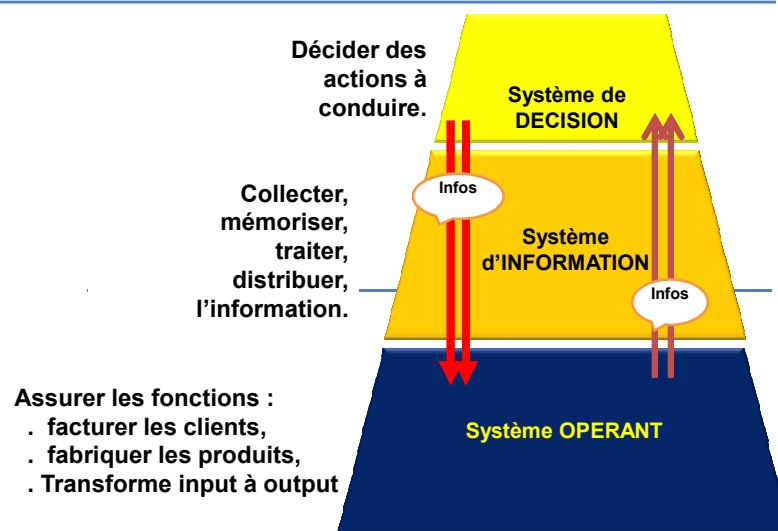 Décider des
actions à
conduire.
Système de
DECISION
Infos
Collecter,
mémoriser,
traiter,
distribuer,
l’information.
Système
d’INFORMATION
Infos
Assurer les fonctions :
. facturer les clients,
. fabriquer les produits,
. Transforme input à output
Système OPERANT